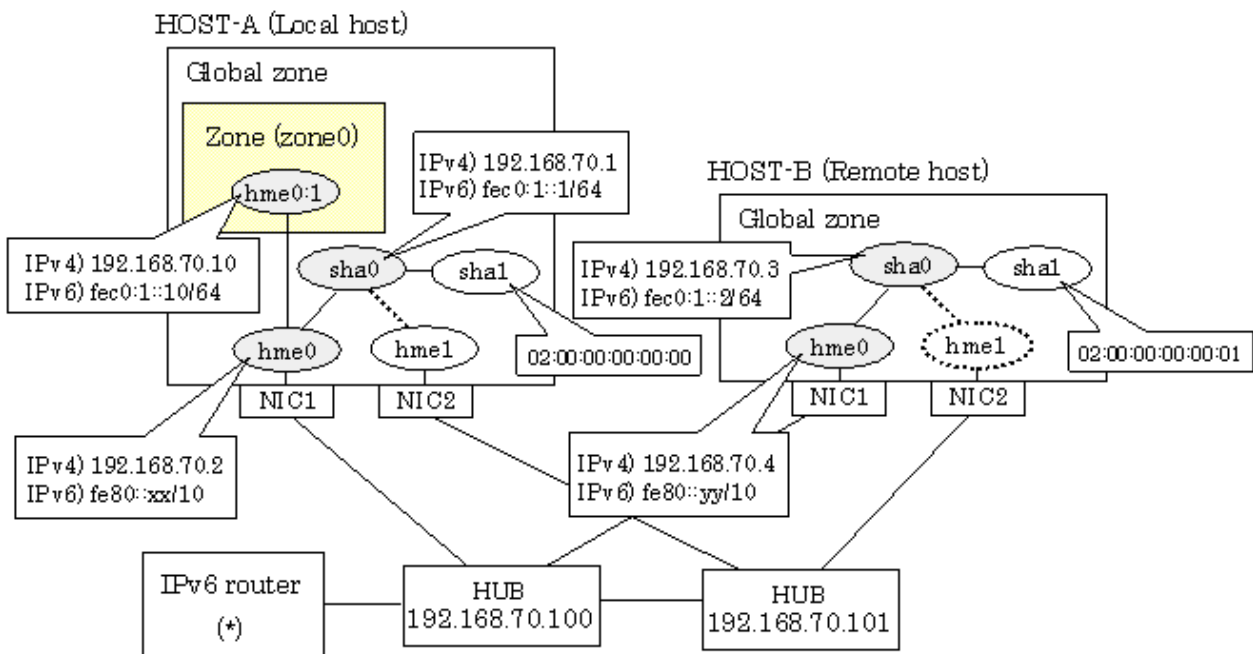 HOST-A (Local host)
Global zone
Zone (zone0)
hme0:1
IPv4) 192.168.70.1
IPv6) fec0:1::1/64
IPv4) 192.168.70.10
IPv6) fec0:1::10/64
sha0
sha1
hme0
hme1
02:00:00:00:00:00
NIC1
NIC2
IPv4) 192.168.70.2
IPv6) fe80::xx/10
HOST-B (Remote host)
Global zone
IPv4) 192.168.70.3
IPv6) fec0:1::2/64
sha0
sha1
hme0
hme1
02:00:00:00:00:01
NIC1
NIC2
IPv4) 192.168.70.4
IPv6) fe80::yy/10
IPv6 router
(*)
HUB
192.168.70.100
HUB
192.168.70.101